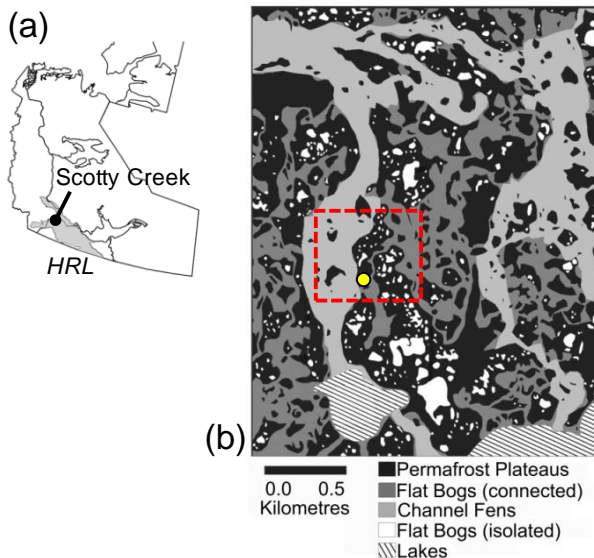 (a)
Scotty Creek
HRL
(b)
0.0 0.5
Kilometres
Permafrost Plateaus
Flat Bogs (connected)
Channel Fens
Flat Bogs (isolated)
Lakes